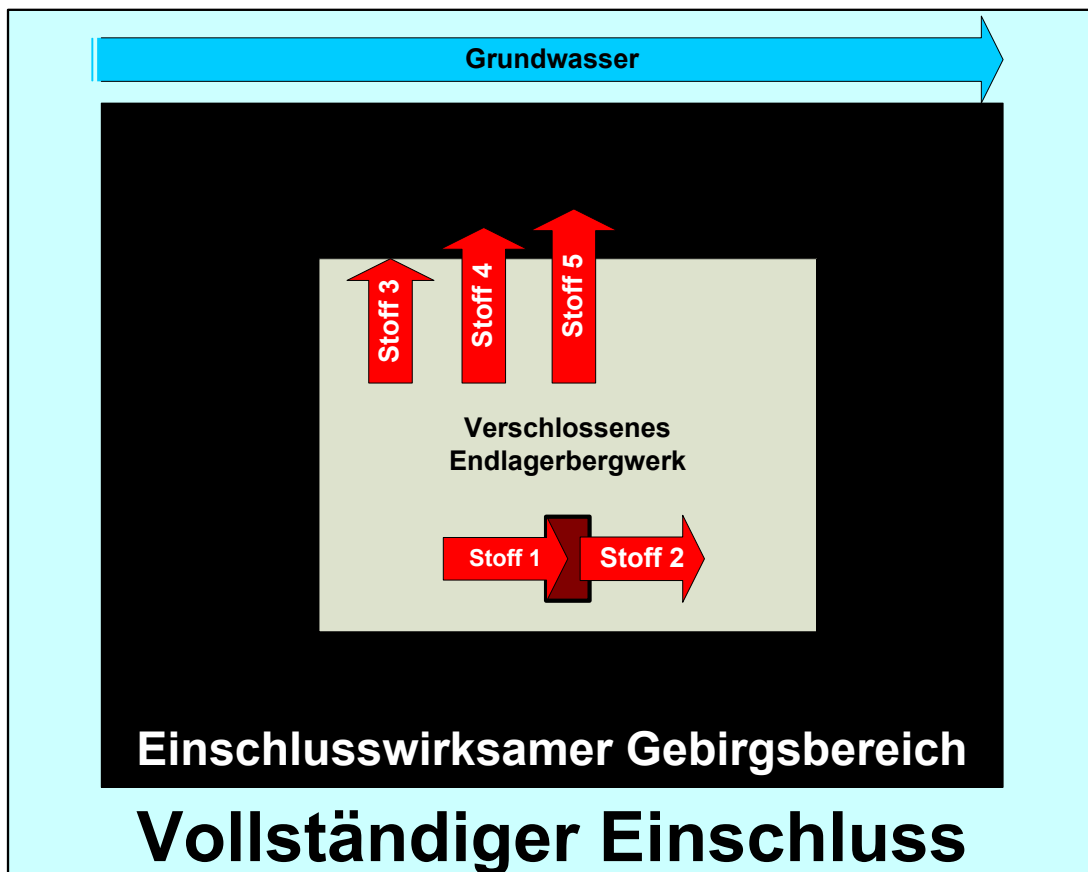 Grundwasser
Stoff 3
Stoff 4
Stoff 5
Verschlossenes
Endlagerbergwerk
Stoff 1
Stoff 2
Einschlusswirksamer Gebirgsbereich
Vollständiger Einschluss